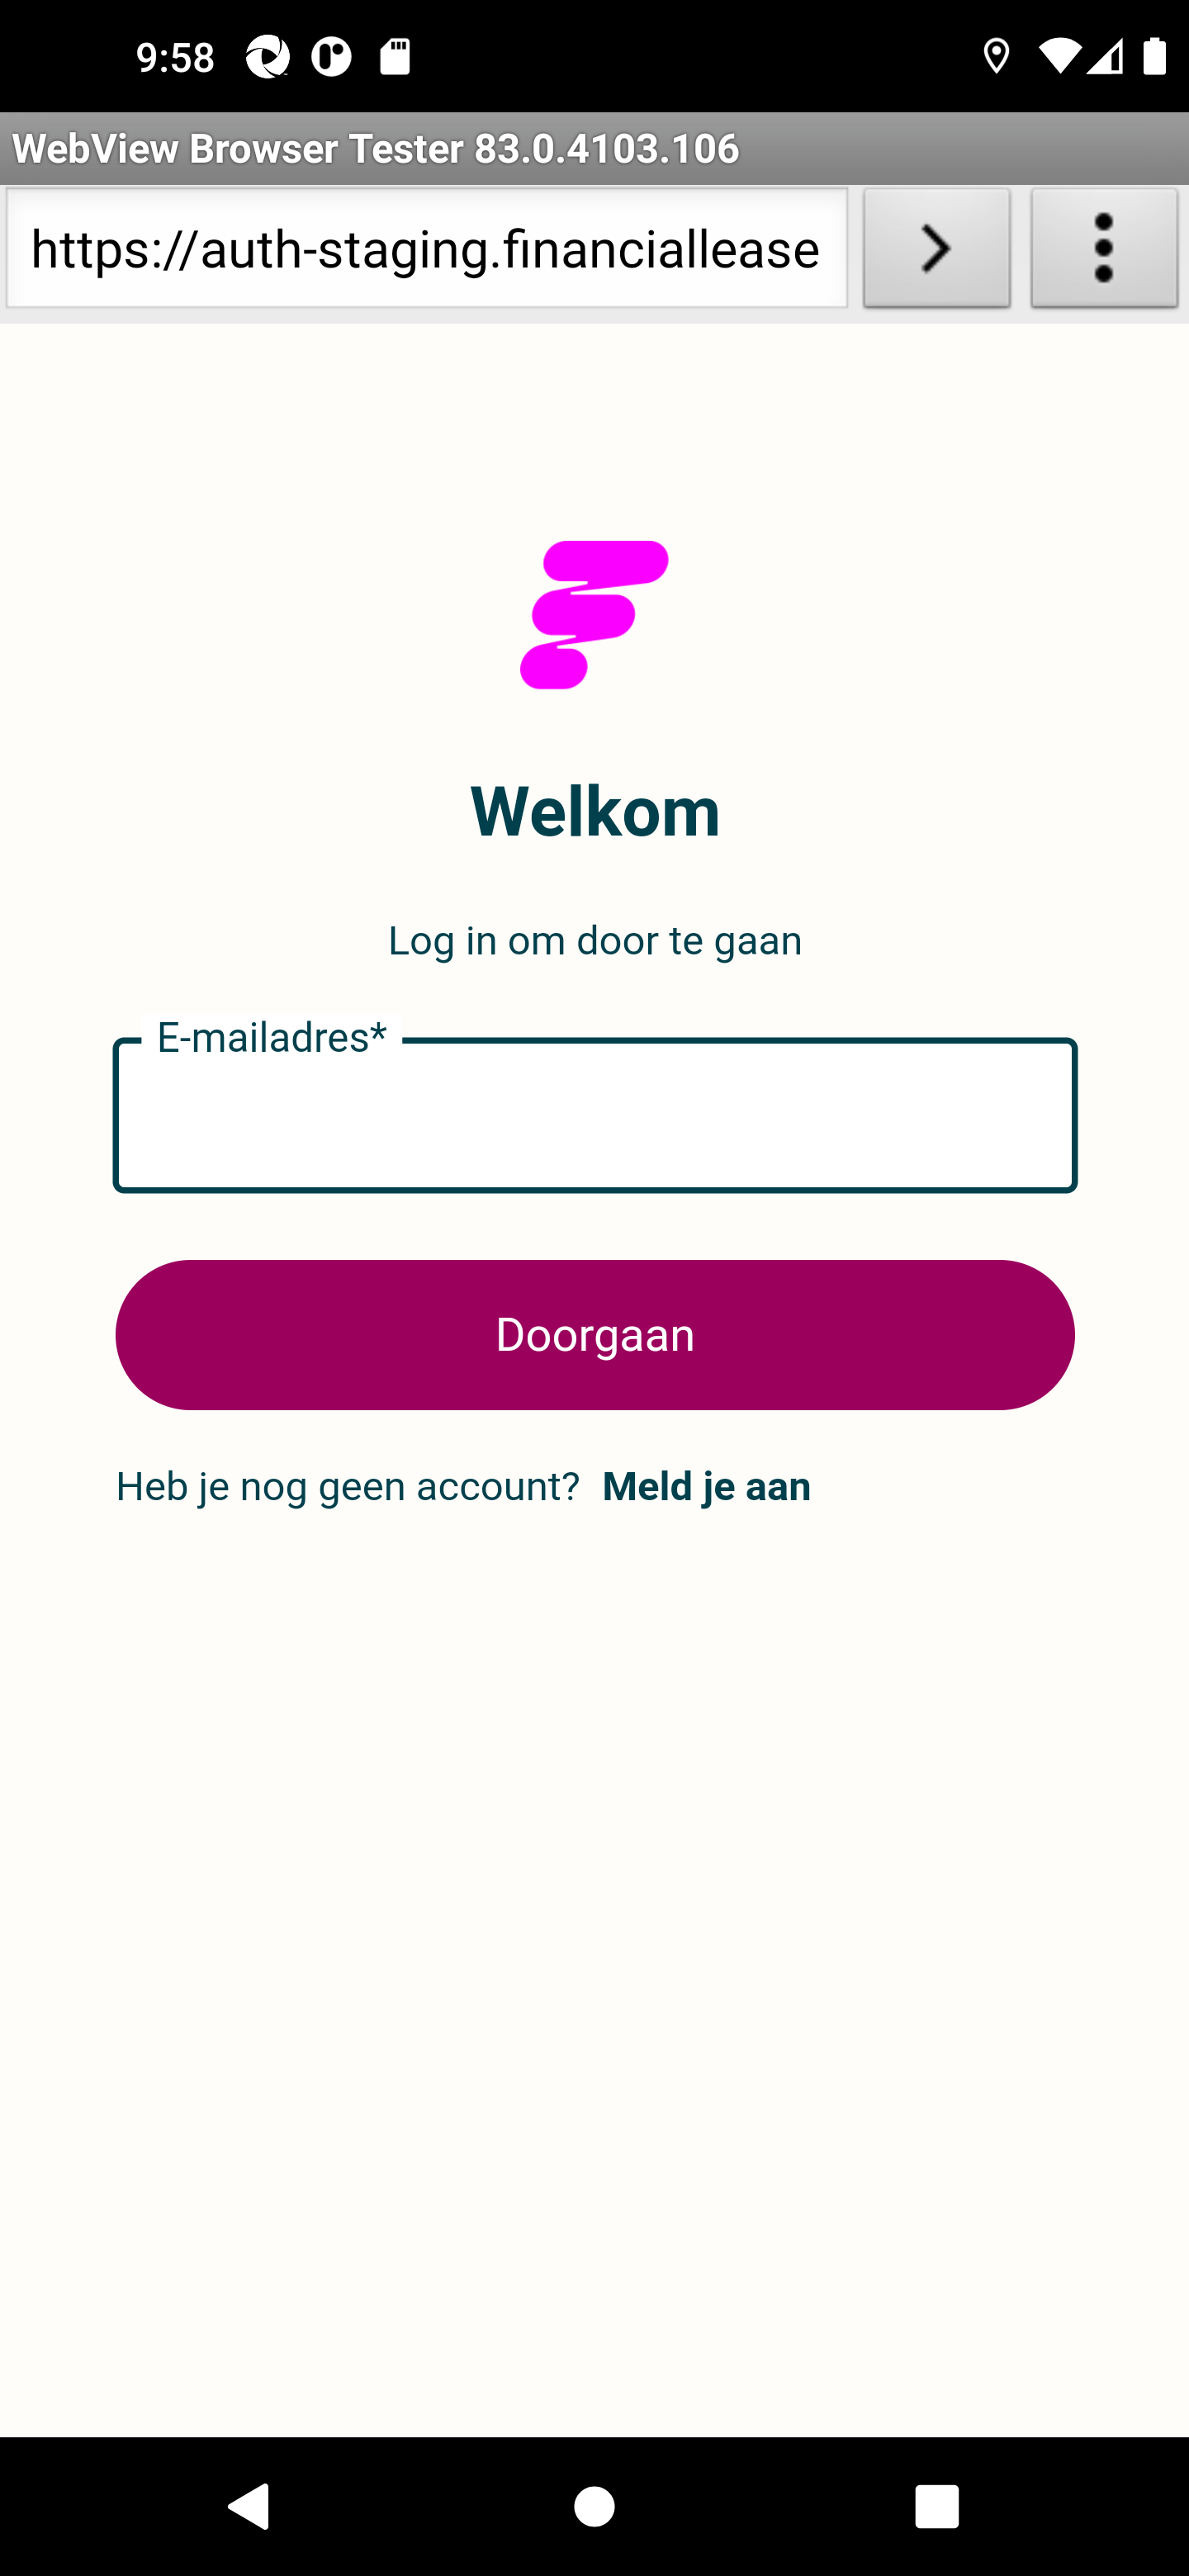 9:58
WebView Browser Tester 83.0.4103.106
https://auth-staging.financiallease
Welkom
Log in om door te gaan
E-mailadres*
Doorgaan
Heb je nog geen account? Meld je aan